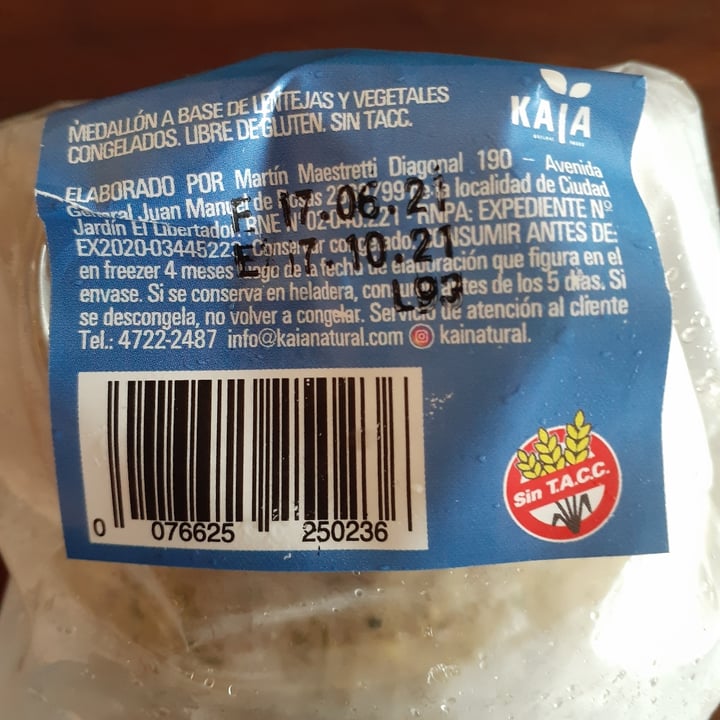 MEDALLÓN A BASE DE LENTEJAS Y VEGETALES
CONGELADOS. LIBRE DE GLUTEN. SIN TACC.
KAIA
ELABORADO POR Martín Maestretti Diagonal 190 – Avenida
General Juan Manuel de Rosas la localidad de Ciudad
Jardín El Libertador RNE N° RNPA: EXPEDIENTE Nº
EX2020-0344522 Conservar congelado CONSUMIR ANTES DE:
en freezer 4 meses luego de la fecha de elaboración que figura en el
envase. Si se conserva en heladera, antes de los 5 días. Si
se descongela, no volver a congelar. Servicio de atención al cliente
Tel.: 4722-2487 info@kaianatural.com kainatural.
F 17.06.21
E 17.10.21
L93
0 076625 250236
Sin T.A.C.C.